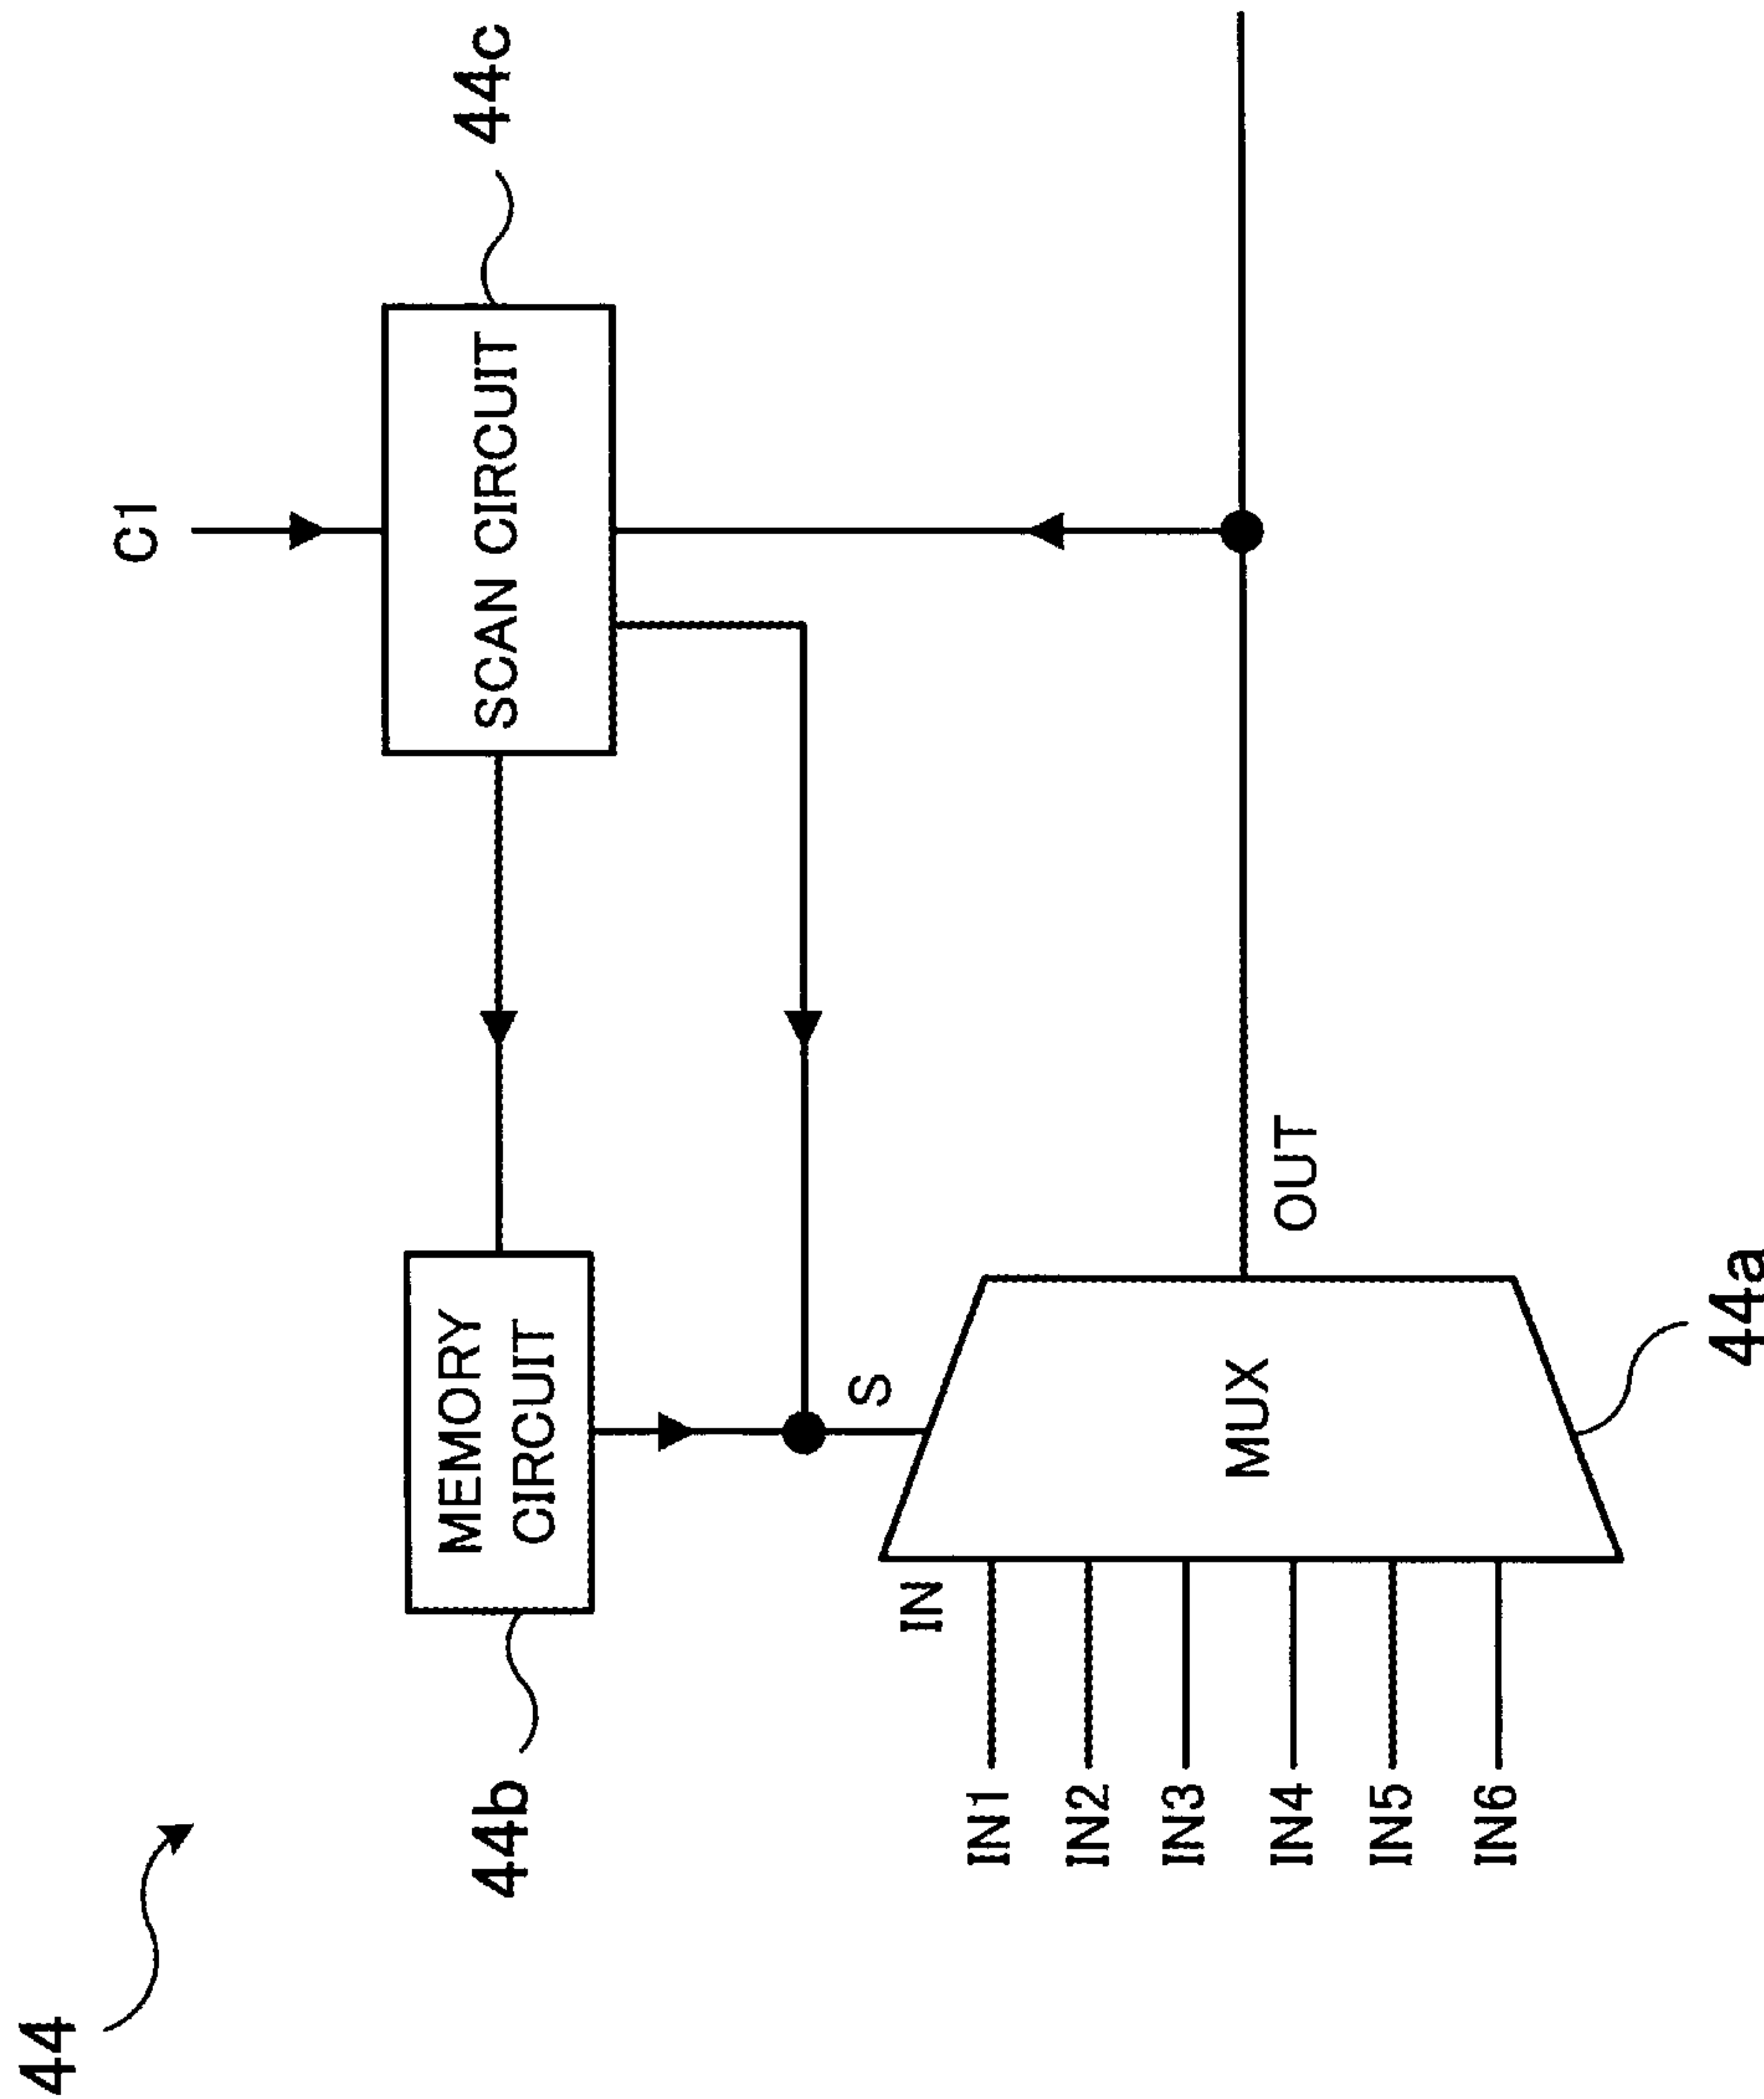 44
C1
44b
MEMORY
CIRCUIT
SCAN CIRCUIT
44c
S
IN
IN1
IN2
IN3
IN4
IN5
IN6
MUX
OUT
44a